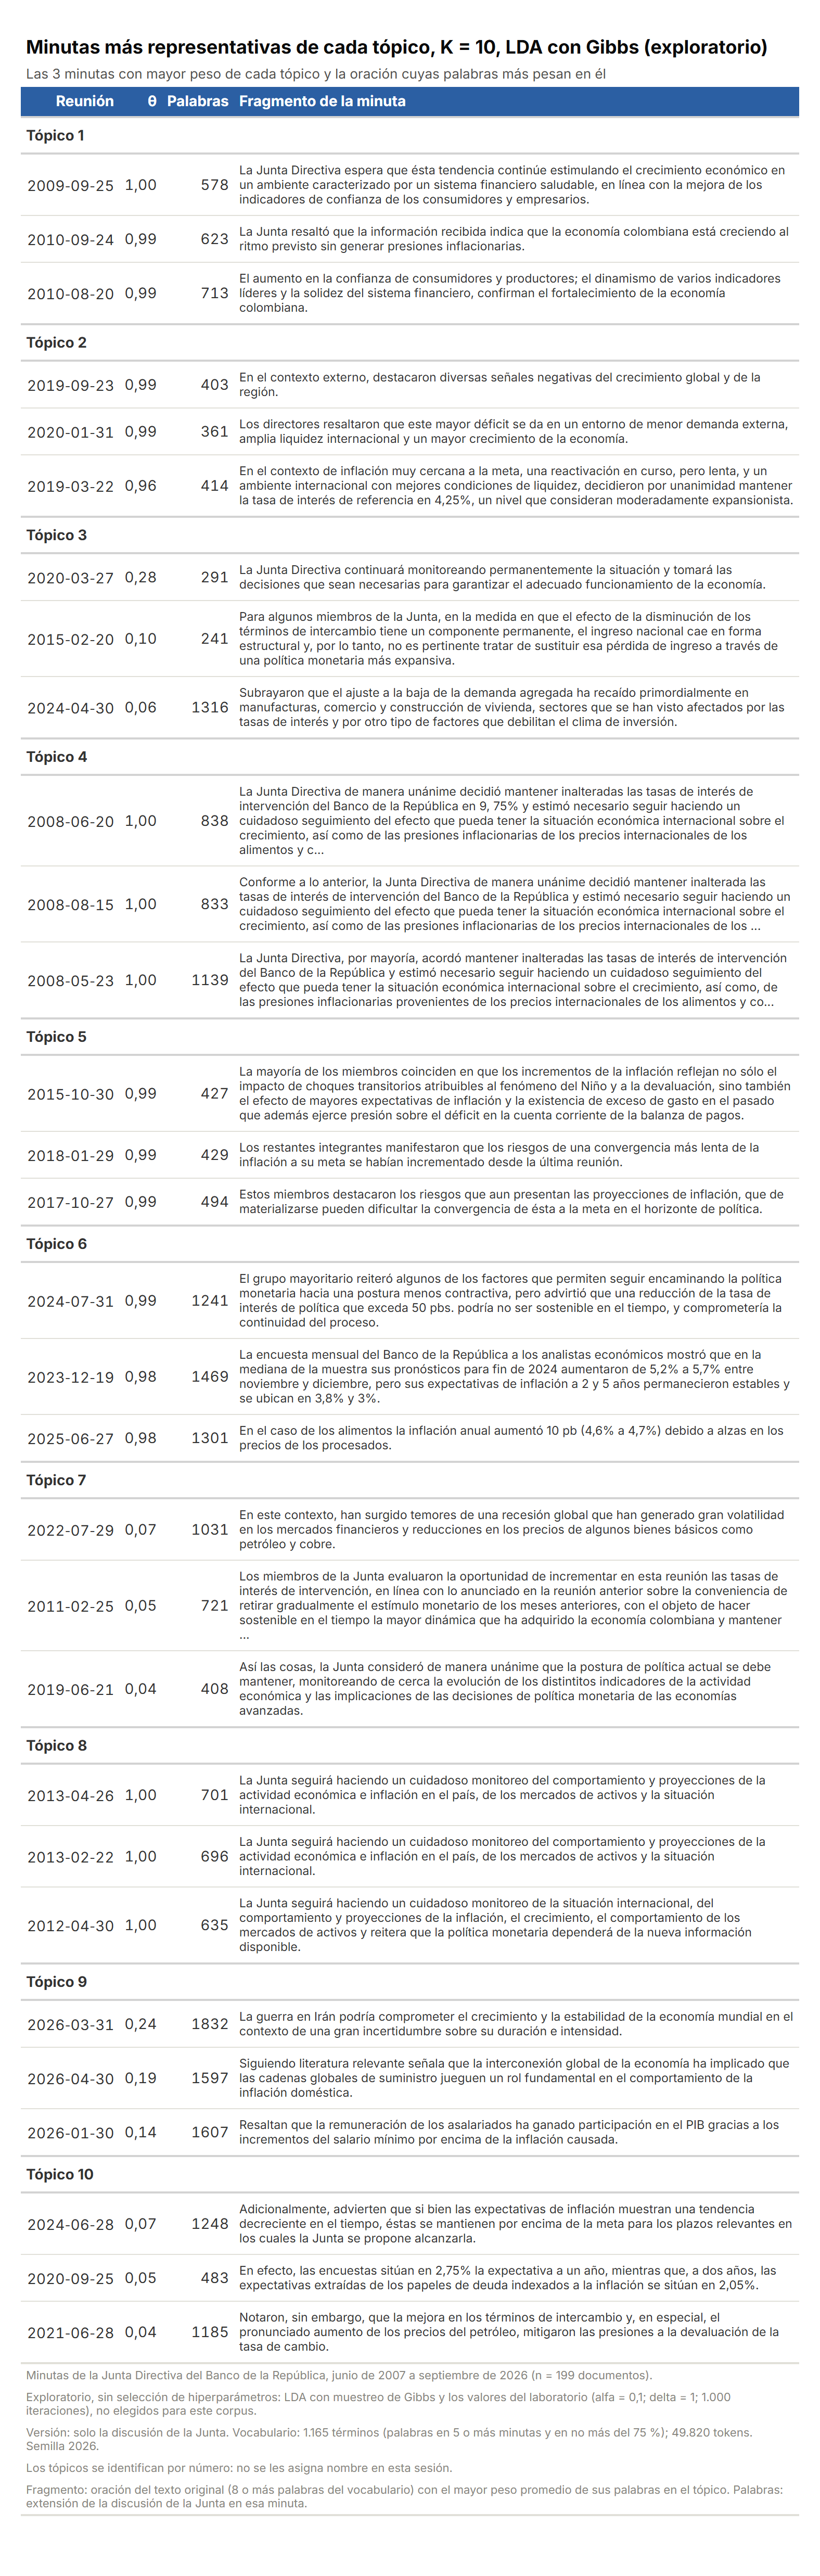 Minutas más representativas de cada tópico, K = 10, LDA con Gibbs (exploratorio)
Las 3 minutas con mayor peso de cada tópico y la oración cuyas palabras más pesan en él
Reunión θ Palabras Fragmento de la minuta
Tópico 1
La Junta Directiva espera que ésta tendencia continúe estimulando el crecimiento económico en
2009-09-25 1,00 578 un ambiente caracterizado por un sistema financiero saludable, en línea con la mejora de los
indicadores de confianza de los consumidores y empresarios.
2010-09-24 0,99 623 La Junta resaltó que la información recibida indica que la economía colombiana está creciendo al
ritmo previsto sin generar presiones inflacionarias.
El aumento en la confianza de consumidores y productores; el dinamismo de varios indicadores
2010-08-20 0,99 713 líderes y la solidez del sistema financiero, confirman el fortalecimiento de la economía
colombiana.
Tópico 2
2019-09-23 0,99 403 En el contexto externo, destacaron diversas señales negativas del crecimiento global y de la
región.
2020-01-31 0,99 361 Los directores resaltaron que este mayor déficit se da en un entorno de menor demanda externa,
amplia liquidez internacional y un mayor crecimiento de la economía.
En el contexto de inflación muy cercana a la meta, una reactivación en curso, pero lenta, y un
2019-03-22 0,96 414 ambiente internacional con mejores condiciones de liquidez, decidieron por unanimidad mantener
la tasa de interés de referencia en 4,25%, un nivel que consideran moderadamente expansionista.
Tópico 3
2020-03-27 0,28 291 La Junta Directiva continuará monitoreando permanentemente la situación y tomará las
decisiones que sean necesarias para garantizar el adecuado funcionamiento de la economía.
Para algunos miembros de la Junta, en la medida en que el efecto de la disminución de los
2015-02-20 0,10 241 términos de intercambio tiene un componente permanente, el ingreso nacional cae en forma
estructural y, por lo tanto, no es pertinente tratar de sustituir esa pérdida de ingreso a través de
una política monetaria más expansiva.
Subrayaron que el ajuste a la baja de la demanda agregada ha recaído primordialmente en
2024-04-30 0,06 1316 manufacturas, comercio y construcción de vivienda, sectores que se han visto afectados por las
tasas de interés y por otro tipo de factores que debilitan el clima de inversión.
Tópico 4
La Junta Directiva de manera unánime decidió mantener inalteradas las tasas de interés de
intervención del Banco de la República en 9, 75% y estimó necesario seguir haciendo un
2008-06-20 1,00 838 cuidadoso seguimiento del efecto que pueda tener la situación económica internacional sobre el
crecimiento, así como de las presiones inflacionarias de los precios internacionales de los
alimentos y c...
Conforme a lo anterior, la Junta Directiva de manera unánime decidió mantener inalterada las
2008-08-15 1,00 833 tasas de interés de intervención del Banco de la República y estimó necesario seguir haciendo un
cuidadoso seguimiento del efecto que pueda tener la situación económica internacional sobre el
crecimiento, así como de las presiones inflacionarias de los precios internacionales de los ...
La Junta Directiva, por mayoría, acordó mantener inalteradas las tasas de interés de intervención
2008-05-23 1,00 1139 del Banco de la República y estimó necesario seguir haciendo un cuidadoso seguimiento del
efecto que pueda tener la situación económica internacional sobre el crecimiento, así como, de
las presiones inflacionarias provenientes de los precios internacionales de los alimentos y co...
Tópico 5
La mayoría de los miembros coinciden en que los incrementos de la inflación reflejan no sólo el
2015-10-30 0,99 427 impacto de choques transitorios atribuibles al fenómeno del Niño y a la devaluación, sino también
el efecto de mayores expectativas de inflación y la existencia de exceso de gasto en el pasado
que además ejerce presión sobre el déficit en la cuenta corriente de la balanza de pagos.
2018-01-29 0,99 429 Los restantes integrantes manifestaron que los riesgos de una convergencia más lenta de la
inflación a su meta se habían incrementado desde la última reunión.
2017-10-27 0,99 494 Estos miembros destacaron los riesgos que aun presentan las proyecciones de inflación, que de
materializarse pueden dificultar la convergencia de ésta a la meta en el horizonte de política.
Tópico 6
El grupo mayoritario reiteró algunos de los factores que permiten seguir encaminando la política
2024-07-31 0,99 1241 monetaria hacia una postura menos contractiva, pero advirtió que una reducción de la tasa de
interés de política que exceda 50 pbs. podría no ser sostenible en el tiempo, y comprometería la
continuidad del proceso.
La encuesta mensual del Banco de la República a los analistas económicos mostró que en la
2023-12-19 0,98 1469 mediana de la muestra sus pronósticos para fin de 2024 aumentaron de 5,2% a 5,7% entre
noviembre y diciembre, pero sus expectativas de inflación a 2 y 5 años permanecieron estables y
se ubican en 3,8% y 3%.
2025-06-27 0,98 1301 En el caso de los alimentos la inflación anual aumentó 10 pb (4,6% a 4,7%) debido a alzas en los
precios de los procesados.
Tópico 7
En este contexto, han surgido temores de una recesión global que han generado gran volatilidad
2022-07-29 0,07 1031 en los mercados financieros y reducciones en los precios de algunos bienes básicos como
petróleo y cobre.
Los miembros de la Junta evaluaron la oportunidad de incrementar en esta reunión las tasas de
interés de intervención, en línea con lo anunciado en la reunión anterior sobre la conveniencia de
2011-02-25 0,05 721 retirar gradualmente el estímulo monetario de los meses anteriores, con el objeto de hacer
sostenible en el tiempo la mayor dinámica que ha adquirido la economía colombiana y mantener
...
Así las cosas, la Junta consideró de manera unánime que la postura de política actual se debe
2019-06-21 0,04 408 mantener, monitoreando de cerca la evolución de los distintitos indicadores de la actividad
económica y las implicaciones de las decisiones de política monetaria de las economías
avanzadas.
Tópico 8
La Junta seguirá haciendo un cuidadoso monitoreo del comportamiento y proyecciones de la
2013-04-26 1,00 701 actividad económica e inflación en el país, de los mercados de activos y la situación
internacional.
La Junta seguirá haciendo un cuidadoso monitoreo del comportamiento y proyecciones de la
2013-02-22 1,00 696 actividad económica e inflación en el país, de los mercados de activos y la situación
internacional.
La Junta seguirá haciendo un cuidadoso monitoreo de la situación internacional, del
2012-04-30 1,00 635 comportamiento y proyecciones de la inflación, el crecimiento, el comportamiento de los
mercados de activos y reitera que la política monetaria dependerá de la nueva información
disponible.
Tópico 9
2026-03-31 0,24 1832 La guerra en Irán podría comprometer el crecimiento y la estabilidad de la economía mundial en el
contexto de una gran incertidumbre sobre su duración e intensidad.
Siguiendo literatura relevante señala que la interconexión global de la economía ha implicado que
2026-04-30 0,19 1597 las cadenas globales de suministro jueguen un rol fundamental en el comportamiento de la
inflación doméstica.
2026-01-30 0,14 1607 Resaltan que la remuneración de los asalariados ha ganado participación en el PIB gracias a los
incrementos del salario mínimo por encima de la inflación causada.
Tópico 10
Adicionalmente, advierten que si bien las expectativas de inflación muestran una tendencia
2024-06-28 0,07 1248 decreciente en el tiempo, éstas se mantienen por encima de la meta para los plazos relevantes en
los cuales la Junta se propone alcanzarla.
2020-09-25 0,05 483 En efecto, las encuestas sitúan en 2,75% la expectativa a un año, mientras que, a dos años, las
expectativas extraídas de los papeles de deuda indexados a la inflación se sitúan en 2,05%.
Notaron, sin embargo, que la mejora en los términos de intercambio y, en especial, el
2021-06-28 0,04 1185 pronunciado aumento de los precios del petróleo, mitigaron las presiones a la devaluación de la
tasa de cambio.
Minutas de la Junta Directiva del Banco de la República, junio de 2007 a septiembre de 2026 (n = 199 documentos).
Exploratorio, sin selección de hiperparámetros: LDA con muestreo de Gibbs y los valores del laboratorio (alfa = 0,1; delta = 1; 1.000
iteraciones), no elegidos para este corpus.
Versión: solo la discusión de la Junta. Vocabulario: 1.165 términos (palabras en 5 o más minutas y en no más del 75 %); 49.820 tokens.
Semilla 2026.
Los tópicos se identifican por número: no se les asigna nombre en esta sesión.
Fragmento: oración del texto original (8 o más palabras del vocabulario) con el mayor peso promedio de sus palabras en el tópico. Palabras:
extensión de la discusión de la Junta en esa minuta.